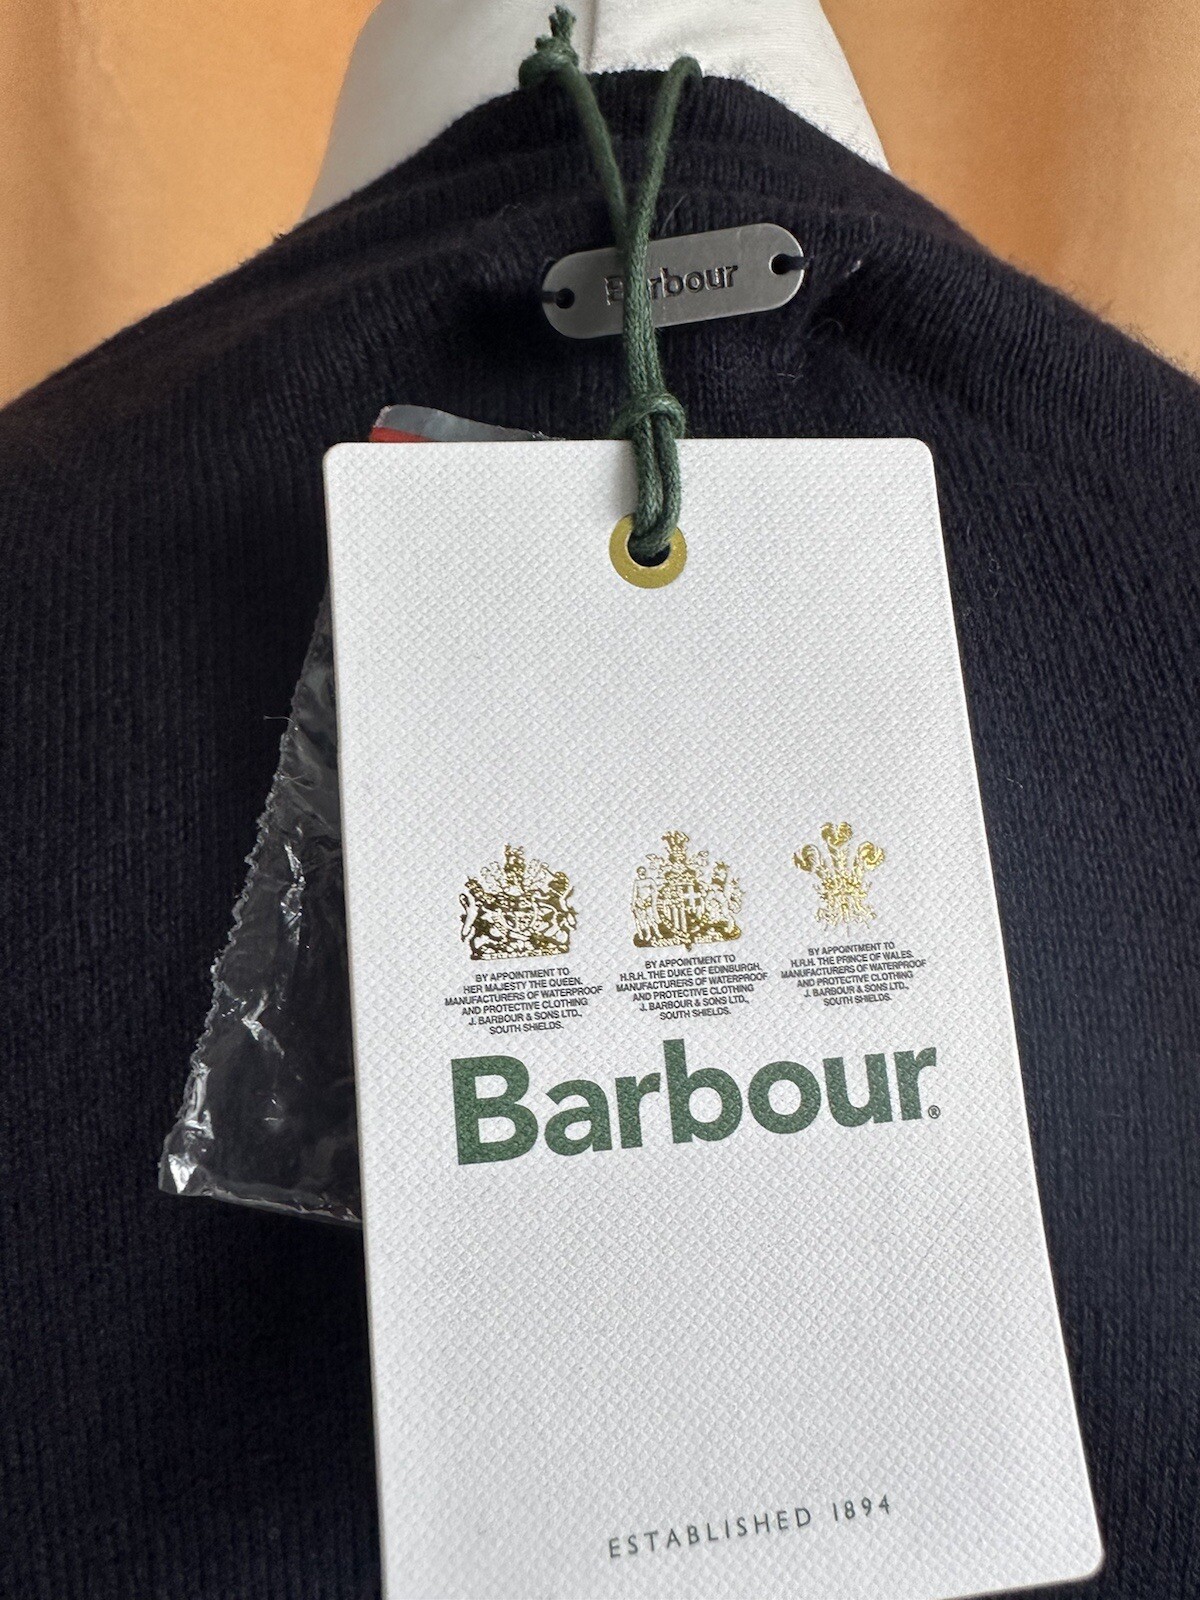 Barbour
BY APPOINTMENT TO
HER MAJESTY THE QUEEN.
MANUFACTURERS OF WATERPROOF
AND PROTECTIVE CLOTHING
J. BARBOUR & SONS LTD.,
SOUTH SHIELDS.
BY APPOINTMENT TO
H.R.H. THE DUKE OF EDINBURGH.
MANUFACTURERS OF WATERPROOF
AND PROTECTIVE CLOTHING
J. BARBOUR & SONS LTD.,
SOUTH SHIELDS.
BY APPOINTMENT TO
H.R.H. THE PRINCE OF WALES.
MANUFACTURERS OF WATERPROOF
AND PROTECTIVE CLOTHING
J. BARBOUR & SONS LTD.,
SOUTH SHIELDS.
Barbour®
ESTABLISHED 1894